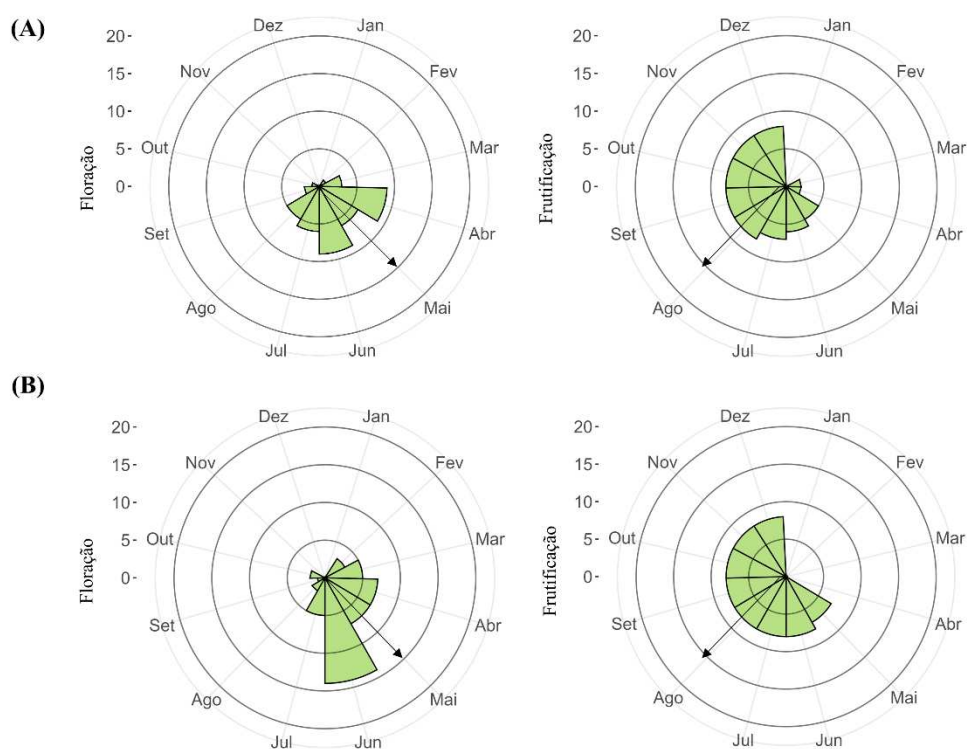 (A)
Floração
20-
15-
10-
5-
0-
Dez
Jan
Nov
Fev
Out
Mar
Set
Abr
Ago
Mai
Jul
Jun
Frutificação
20-
15-
10-
5-
0-
Dez
Jan
Nov
Fev
Out
Mar
Set
Abr
Ago
Mai
Jul
Jun
(B)
Floração
20-
15-
10-
5-
0-
Dez
Jan
Nov
Fev
Out
Mar
Set
Abr
Ago
Mai
Jul
Jun
Frutificação
20-
15-
10-
5-
0-
Dez
Jan
Nov
Fev
Out
Mar
Set
Abr
Ago
Mai
Jul
Jun